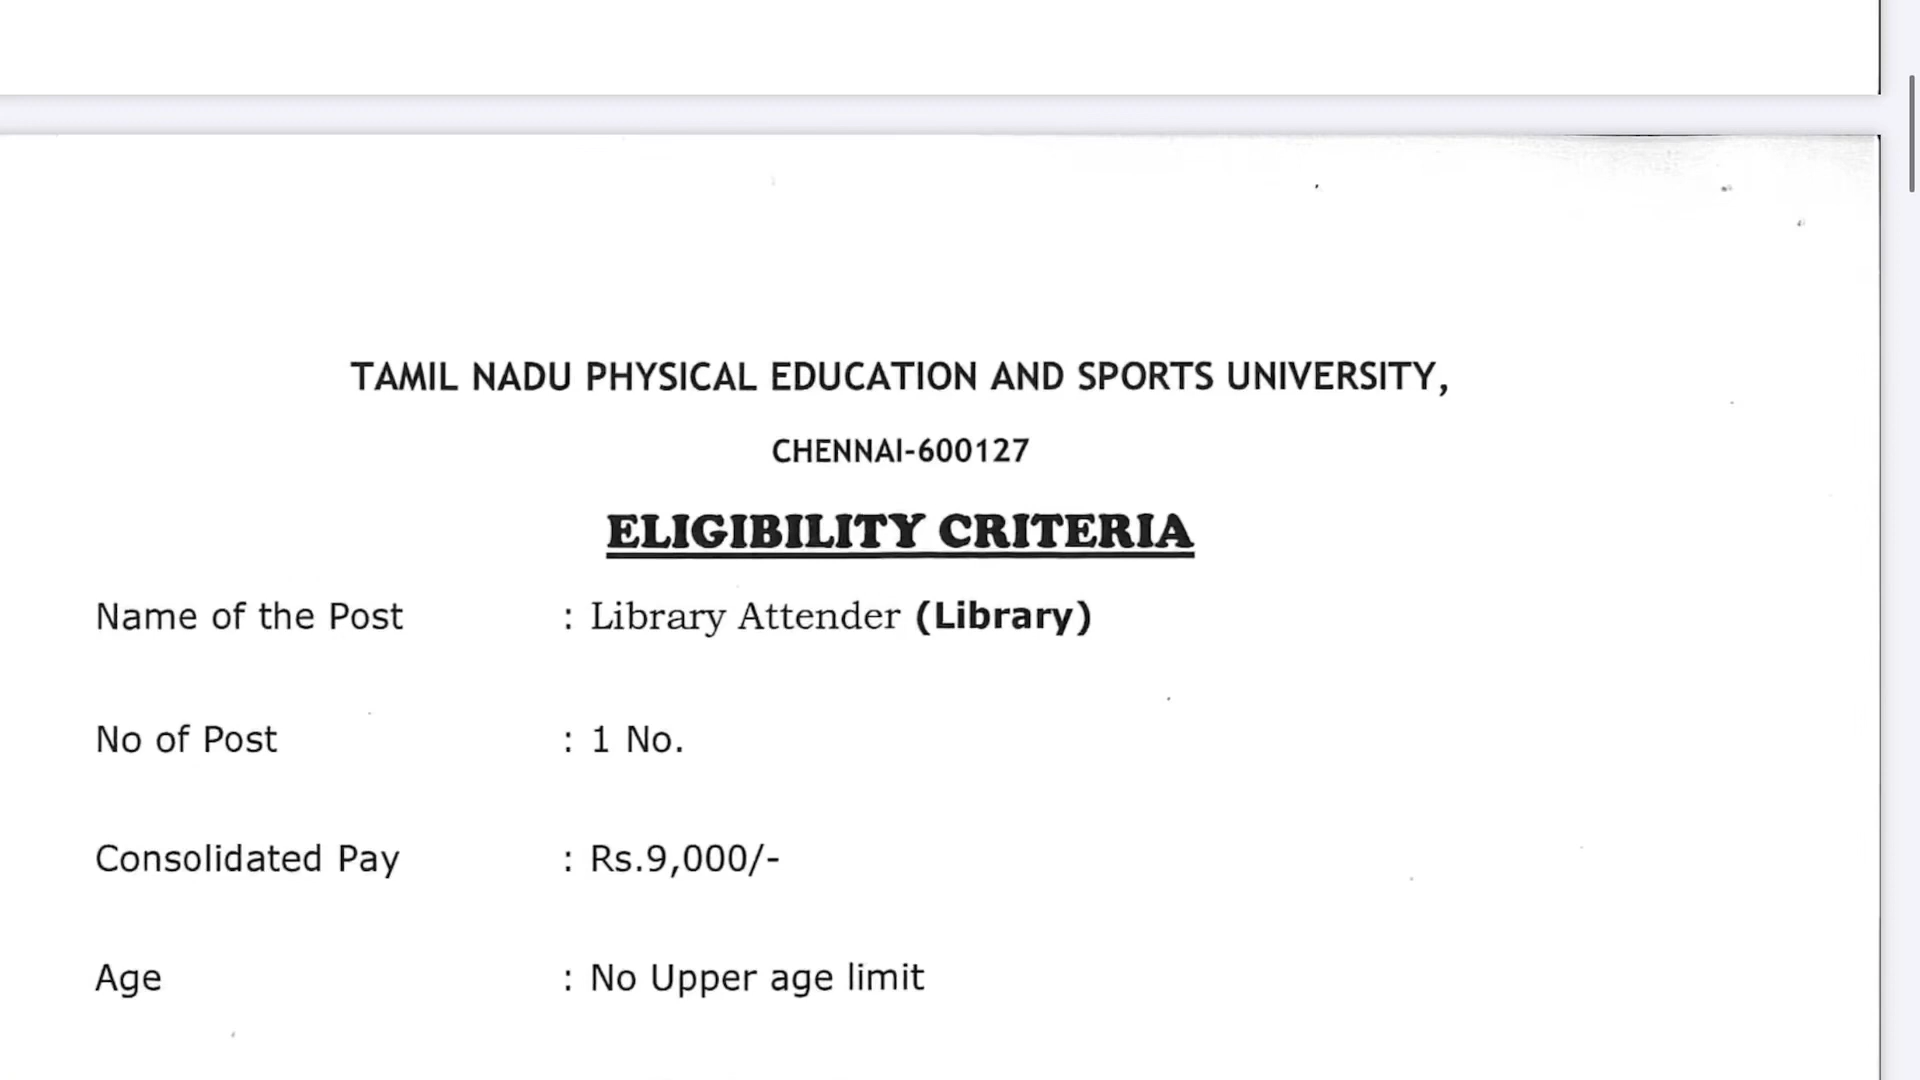 TAMIL NADU PHYSICAL EDUCATION AND SPORTS UNIVERSITY,
CHENNAI-600127
ELIGIBILITY CRITERIA
Name of the Post : Library Attender (Library)
No of Post : 1 No.
Consolidated Pay : Rs.9,000/-
Age : No Upper age limit